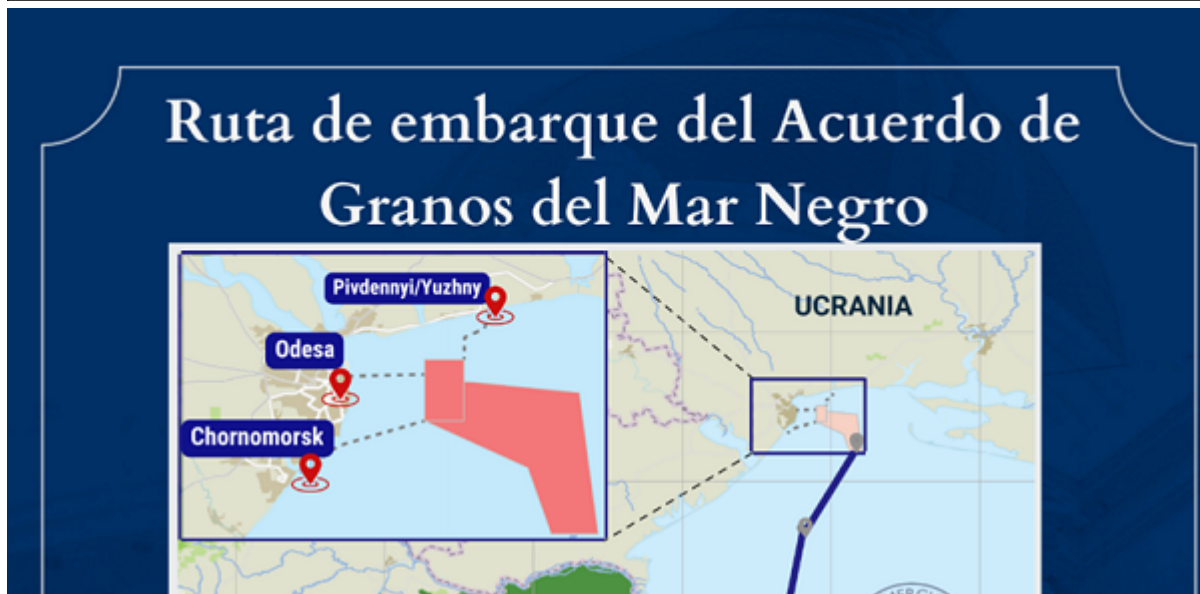 Ruta de embarque del Acuerdo de
Granos del Mar Negro
Pivdennyi/Yuzhny
UCRANIA
Odesa
Chornomorsk